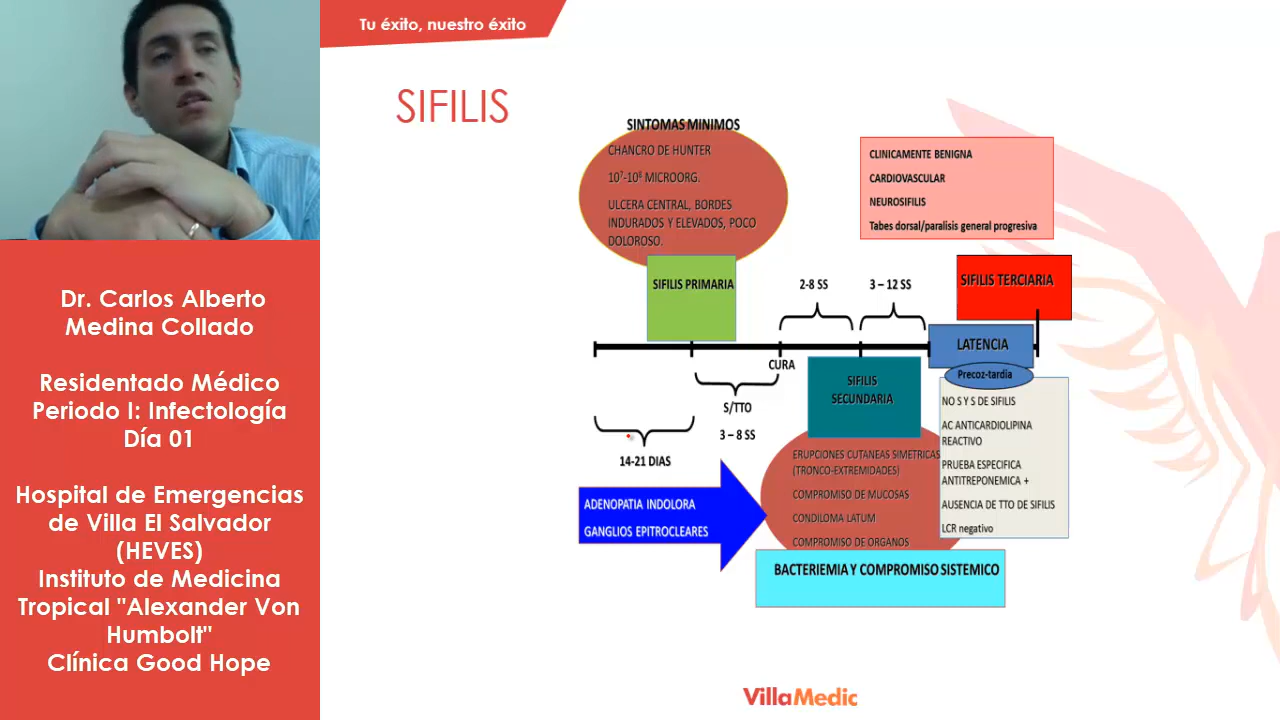 Tu éxito, nuestro éxito
SIFILIS
SINTOMAS MINIMOS
CHANCRO DE HUNTER
10⁷-10⁸ MICROORG.
ULCERA CENTRAL, BORDES
INDURADOS Y ELEVADOS, POCO
DOLOROSO.
CLINICAMENTE BENIGNA
CARDIOVASCULAR
NEUROSIFILIS
Tabes dorsal/paralisis general progresiva
SIFILIS PRIMARIA
2-8 SS
3 – 12 SS
SIFILIS TERCIARIA
LATENCIA
Precoz-tardia
CURA
S/TTO
3 – 8 SS
14-21 DIAS
SIFILIS
SECUNDARIA
NO S Y S DE SIFILIS
AC ANTICARDIOLIPINA
REACTIVO
PRUEBA ESPECIFICA
ANTITREPONEMICA +
AUSENCIA DE TTO DE SIFILIS
LCR negativo
ADENOPATIA INDOLORA
GANGLIOS EPITROCLEARES
ERUPCIONES CUTANEAS SIMETRICAS
(TRONCO-EXTREMIDADES)
COMPROMISO DE MUCOSAS
CONDILOMA LATUM
COMPROMISO DE ORGANOS
BACTERIEMIA Y COMPROMISO SISTEMICO
Dr. Carlos Alberto
Medina Collado
Residentado Médico
Periodo I: Infectología
Día 01
Hospital de Emergencias
de Villa El Salvador
(HEVES)
Instituto de Medicina
Tropical "Alexander Von
Humbolt"
Clínica Good Hope
VillaMedic